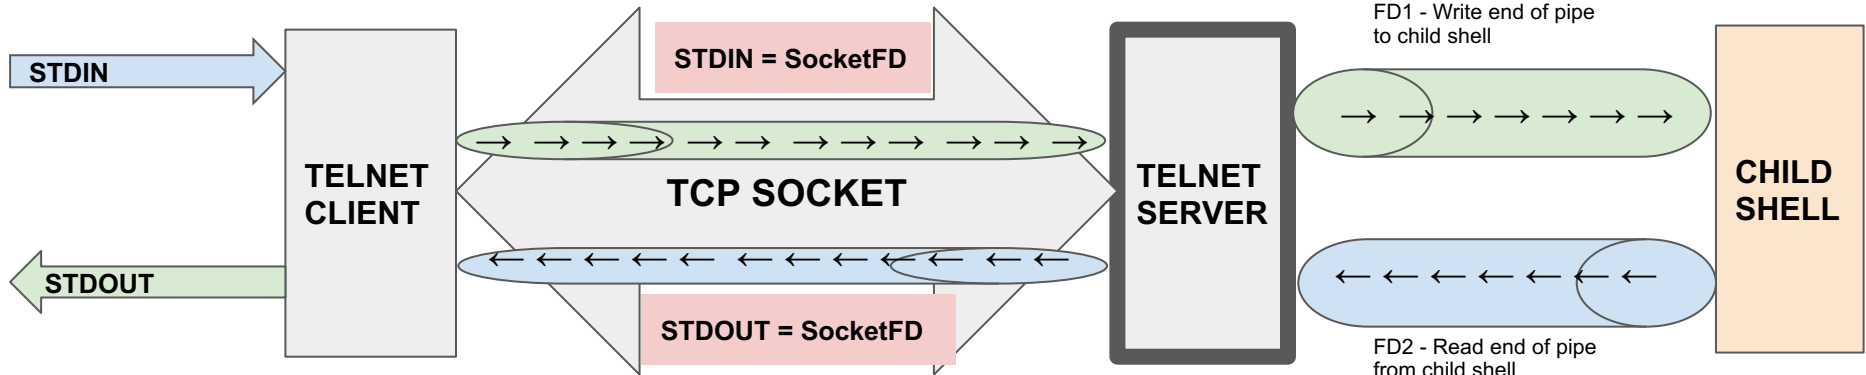 FD1 - Write end of pipe
to child shell
STDIN = SocketFD
STDIN
TELNET
CLIENT
TCP SOCKET
TELNET
SERVER
CHILD
SHELL
STDOUT
STDOUT = SocketFD
FD2 - Read end of pipe
from child shell